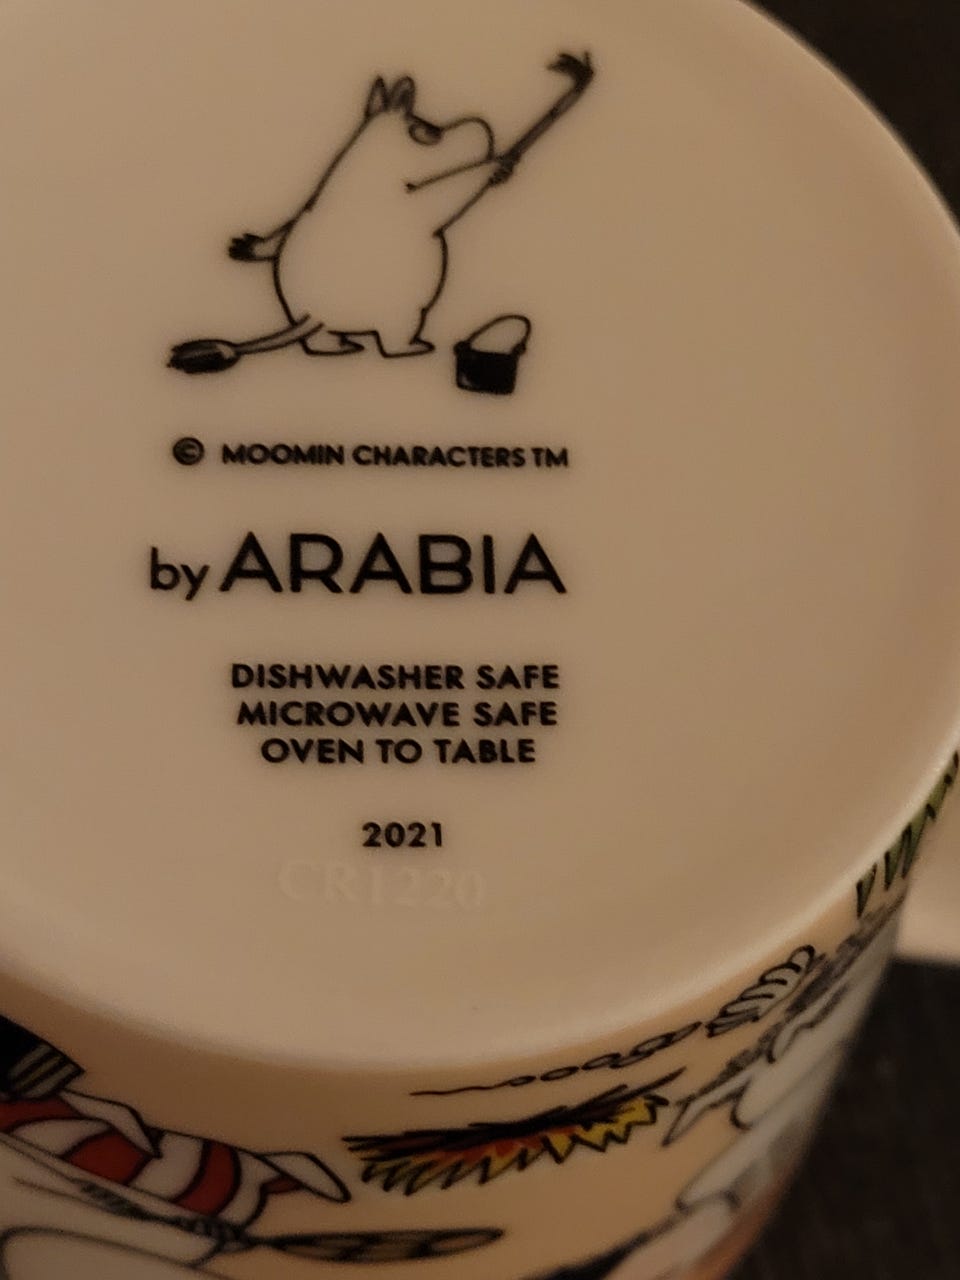 © MOOMIN CHARACTERS TM
by ARABIA
DISHWASHER SAFE
MICROWAVE SAFE
OVEN TO TABLE
2021
CR1220